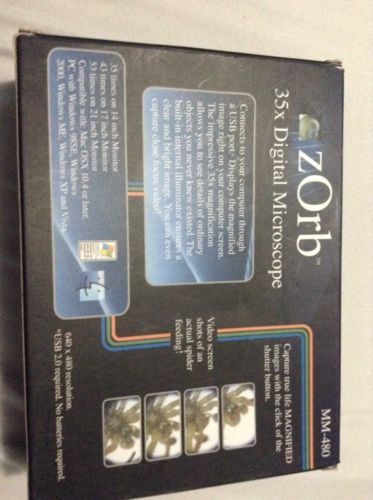 zOrb™
MM-480
35x Digital Microscope
Connects to your computer through
a USB port. Displays the magnified
image right on your computer screen.
The impressive 35x magnification
allows you to see details of ordinary
objects you never knew existed. The
built-in internal illuminator ensures a
clear and bright image. You can even
capture close focus video!
Capture true life MAGNIFIED
images with the click of the
shutter button.
Video screen
shots of an
actual spider
feeding!
35 times on 14 inch Monitor
43 times on 17 inch Monitor
53 times on 21 inch Monitor
Compatible with: Mac OSX 10.4 or later.
PC with Windows 98SE, Windows
2000, Windows ME, Windows XP and Vista
640 x 480 resolution.
*USB 2.0 required. No batteries required.